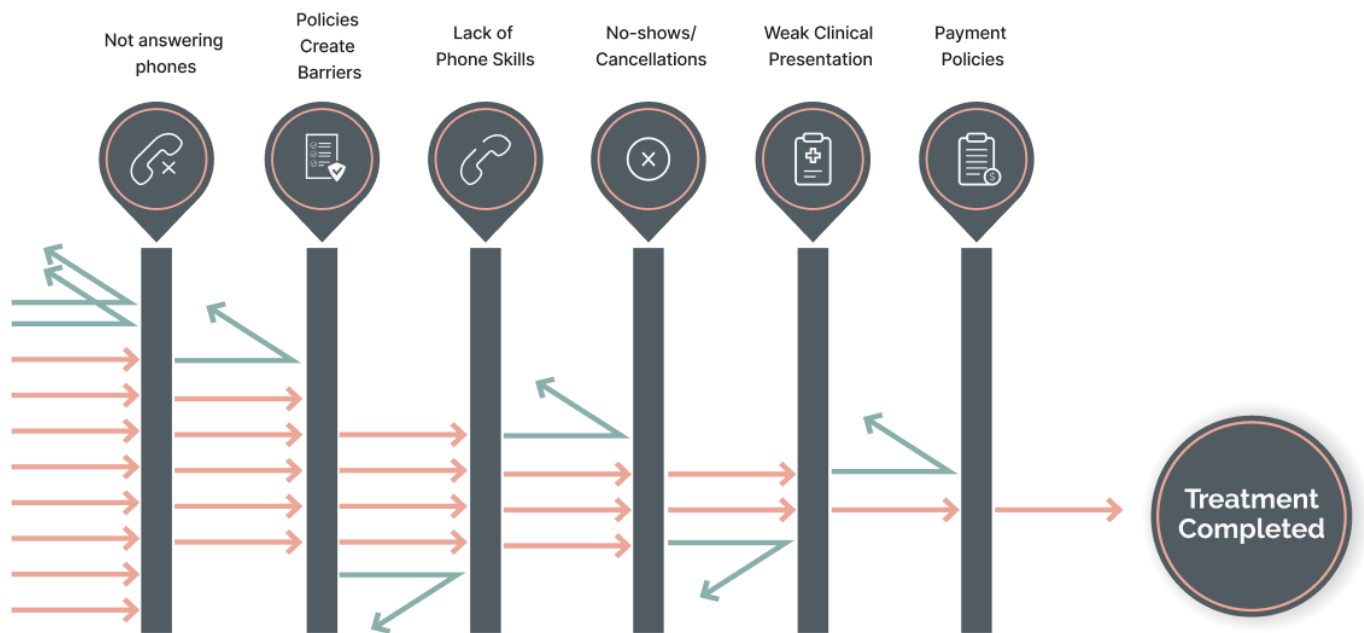 Not answering
phones
Policies
Create
Barriers
Lack of
Phone Skills
No-shows/
Cancellations
Weak Clinical
Presentation
Payment
Policies
$
Treatment
Completed